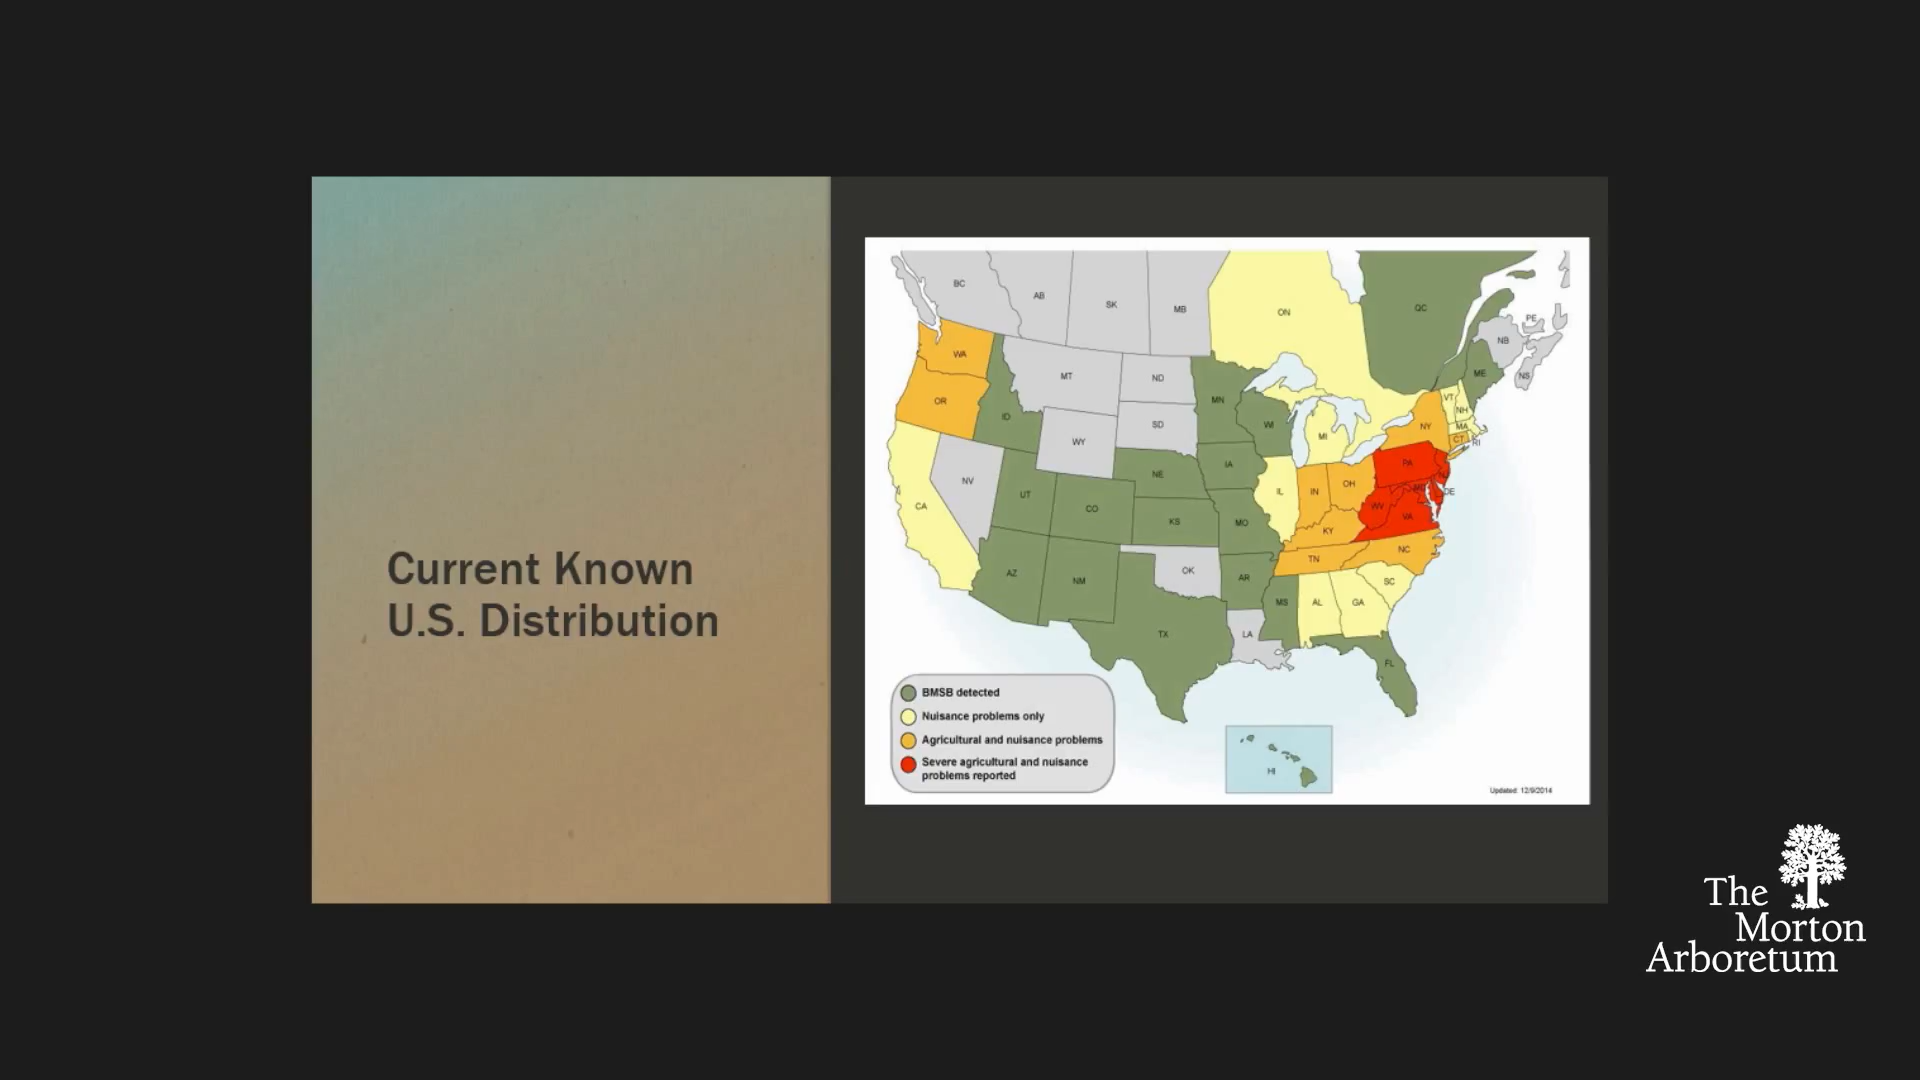 Current Known
U.S. Distribution
BC
AB
SK
MB
ON
QC
PE
NB
NS
WA
MT
ND
MN
ME
OR
ID
SD
WI
VT
NH
WY
MI
NY
MA
CT
RI
NV
NE
IA
PA
NJ
UT
CO
IL
IN
OH
MD
DE
CA
KS
MO
WV
VA
KY
AZ
NM
OK
AR
TN
NC
SC
MS
AL
GA
TX
LA
FL
BMSB detected
Nuisance problems only
Agricultural and nuisance problems
Severe agricultural and nuisance
problems reported
HI
Updated: 12/9/2014
The
Morton
Arboretum